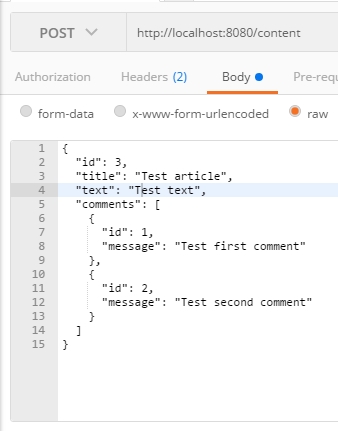 POST http://localhost:8080/content
Authorization Headers (2) Body Pre-requ
form-data x-www-form-urlencoded raw
1 {
2 "id": 3,
3 "title": "Test article",
4 "text": "Test text",
5 "comments": [
6 {
7 "id": 1,
8 "message": "Test first comment"
9 },
10 {
11 "id": 2,
12 "message": "Test second comment"
13 }
14 ]
15 }